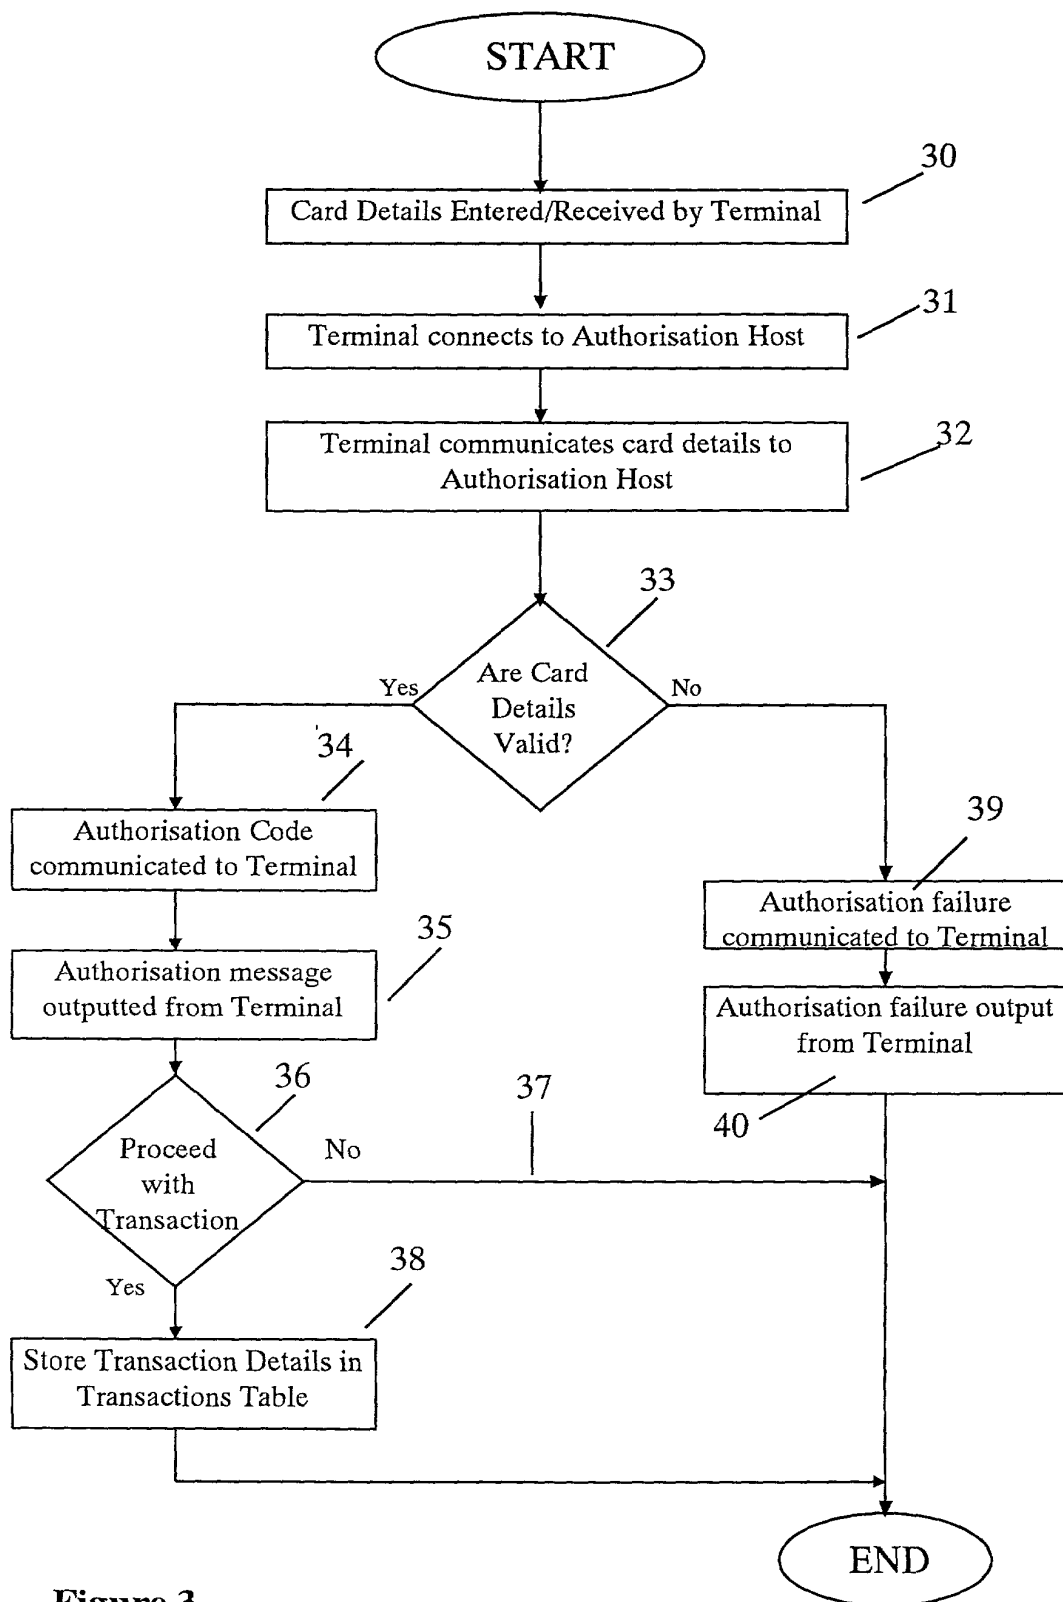 START
30
Card Details Entered/Received by Terminal
31
Terminal connects to Authorisation Host
32
Terminal communicates card details to
Authorisation Host
33
Are Card
Details
Valid?
Yes
No
34
Authorisation Code
communicated to Terminal
39
Authorisation failure
communicated to Terminal
35
Authorisation message
outputted from Terminal
Authorisation failure output
from Terminal
40
36
37
Proceed
with
Transaction
No
Yes
38
Store Transaction Details in
Transactions Table
END
Figure 3